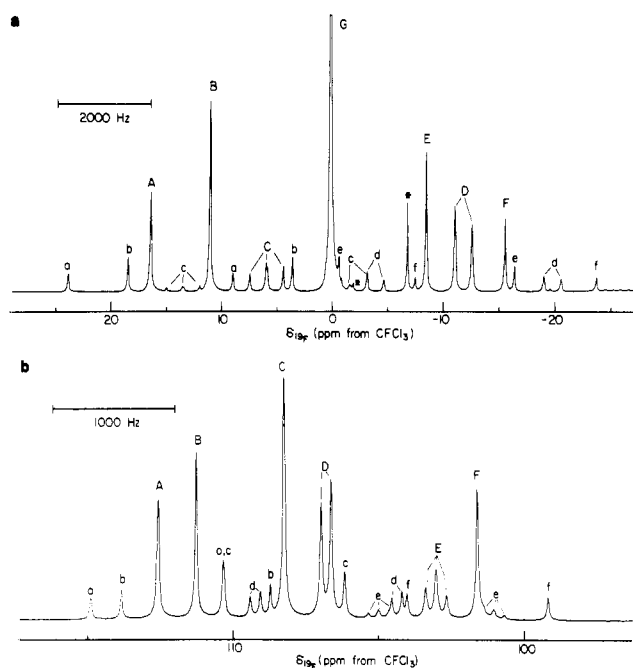 a
G
B
2000 Hz
A
E
*
D
F
a b c a C b e c * d f e d f
20 10 0 -10 -20
δ19F (ppm from CFCl3)
b
C
1000 Hz
B
D
A
F
a b a,c d b c e d f E e f
110 100
δ19F (ppm from CFCl3)